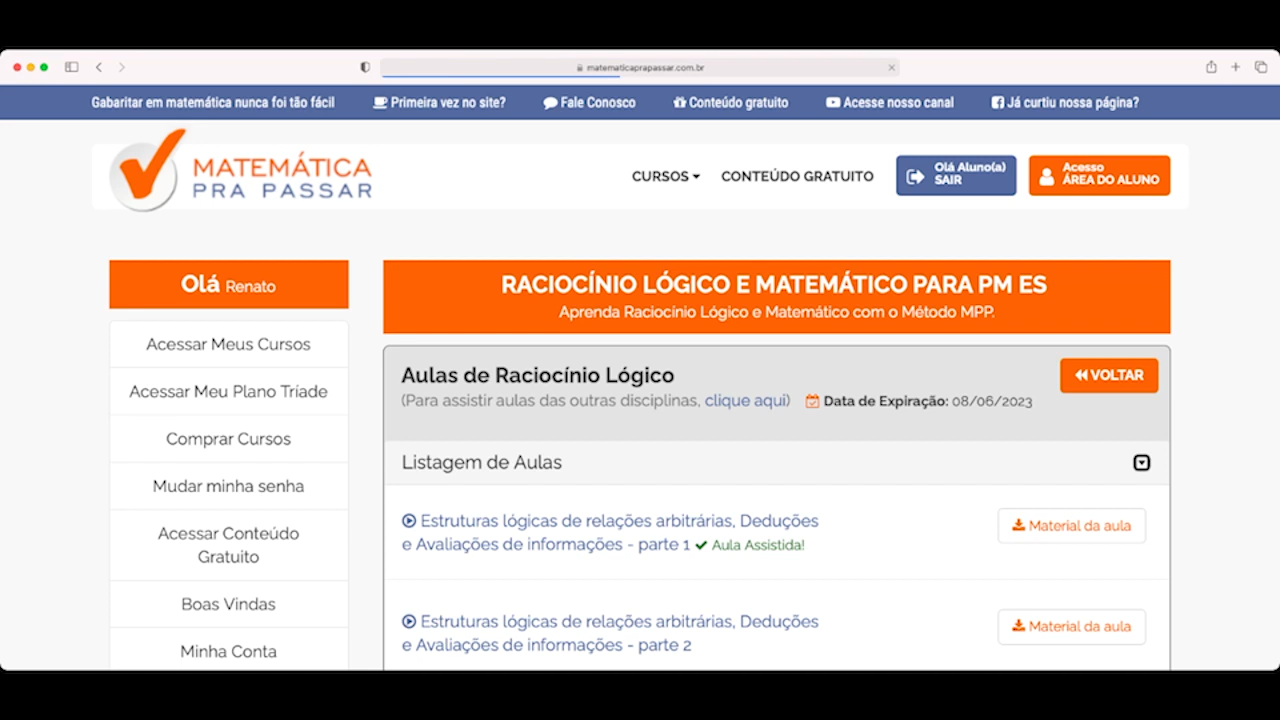 matematicaprapassar.com.br
Gabaritar em matemática nunca foi tão fácil
Primeira vez no site?
Fale Conosco
Conteúdo gratuito
Acesse nosso canal
Já curtiu nossa página?
MATEMÁTICA
PRA PASSAR
CURSOS
CONTEÚDO GRATUITO
Olá Aluno(a)
SAIR
Acesso
ÁREA DO ALUNO
Olá Renato
Acessar Meus Cursos
Acessar Meu Plano Tríade
Comprar Cursos
Mudar minha senha
Acessar Conteúdo
Gratuito
Boas Vindas
Minha Conta
RACIOCÍNIO LÓGICO E MATEMÁTICO PARA PM ES
Aprenda Raciocínio Lógico e Matemático com o Método MPP.
Aulas de Raciocínio Lógico
VOLTAR
(Para assistir aulas das outras disciplinas, clique aqui) Data de Expiração: 08/06/2023
Listagem de Aulas
Estruturas lógicas de relações arbitrárias, Deduções
e Avaliações de informações - parte 1 Aula Assistida!
Material da aula
Estruturas lógicas de relações arbitrárias, Deduções
e Avaliações de informações - parte 2
Material da aula